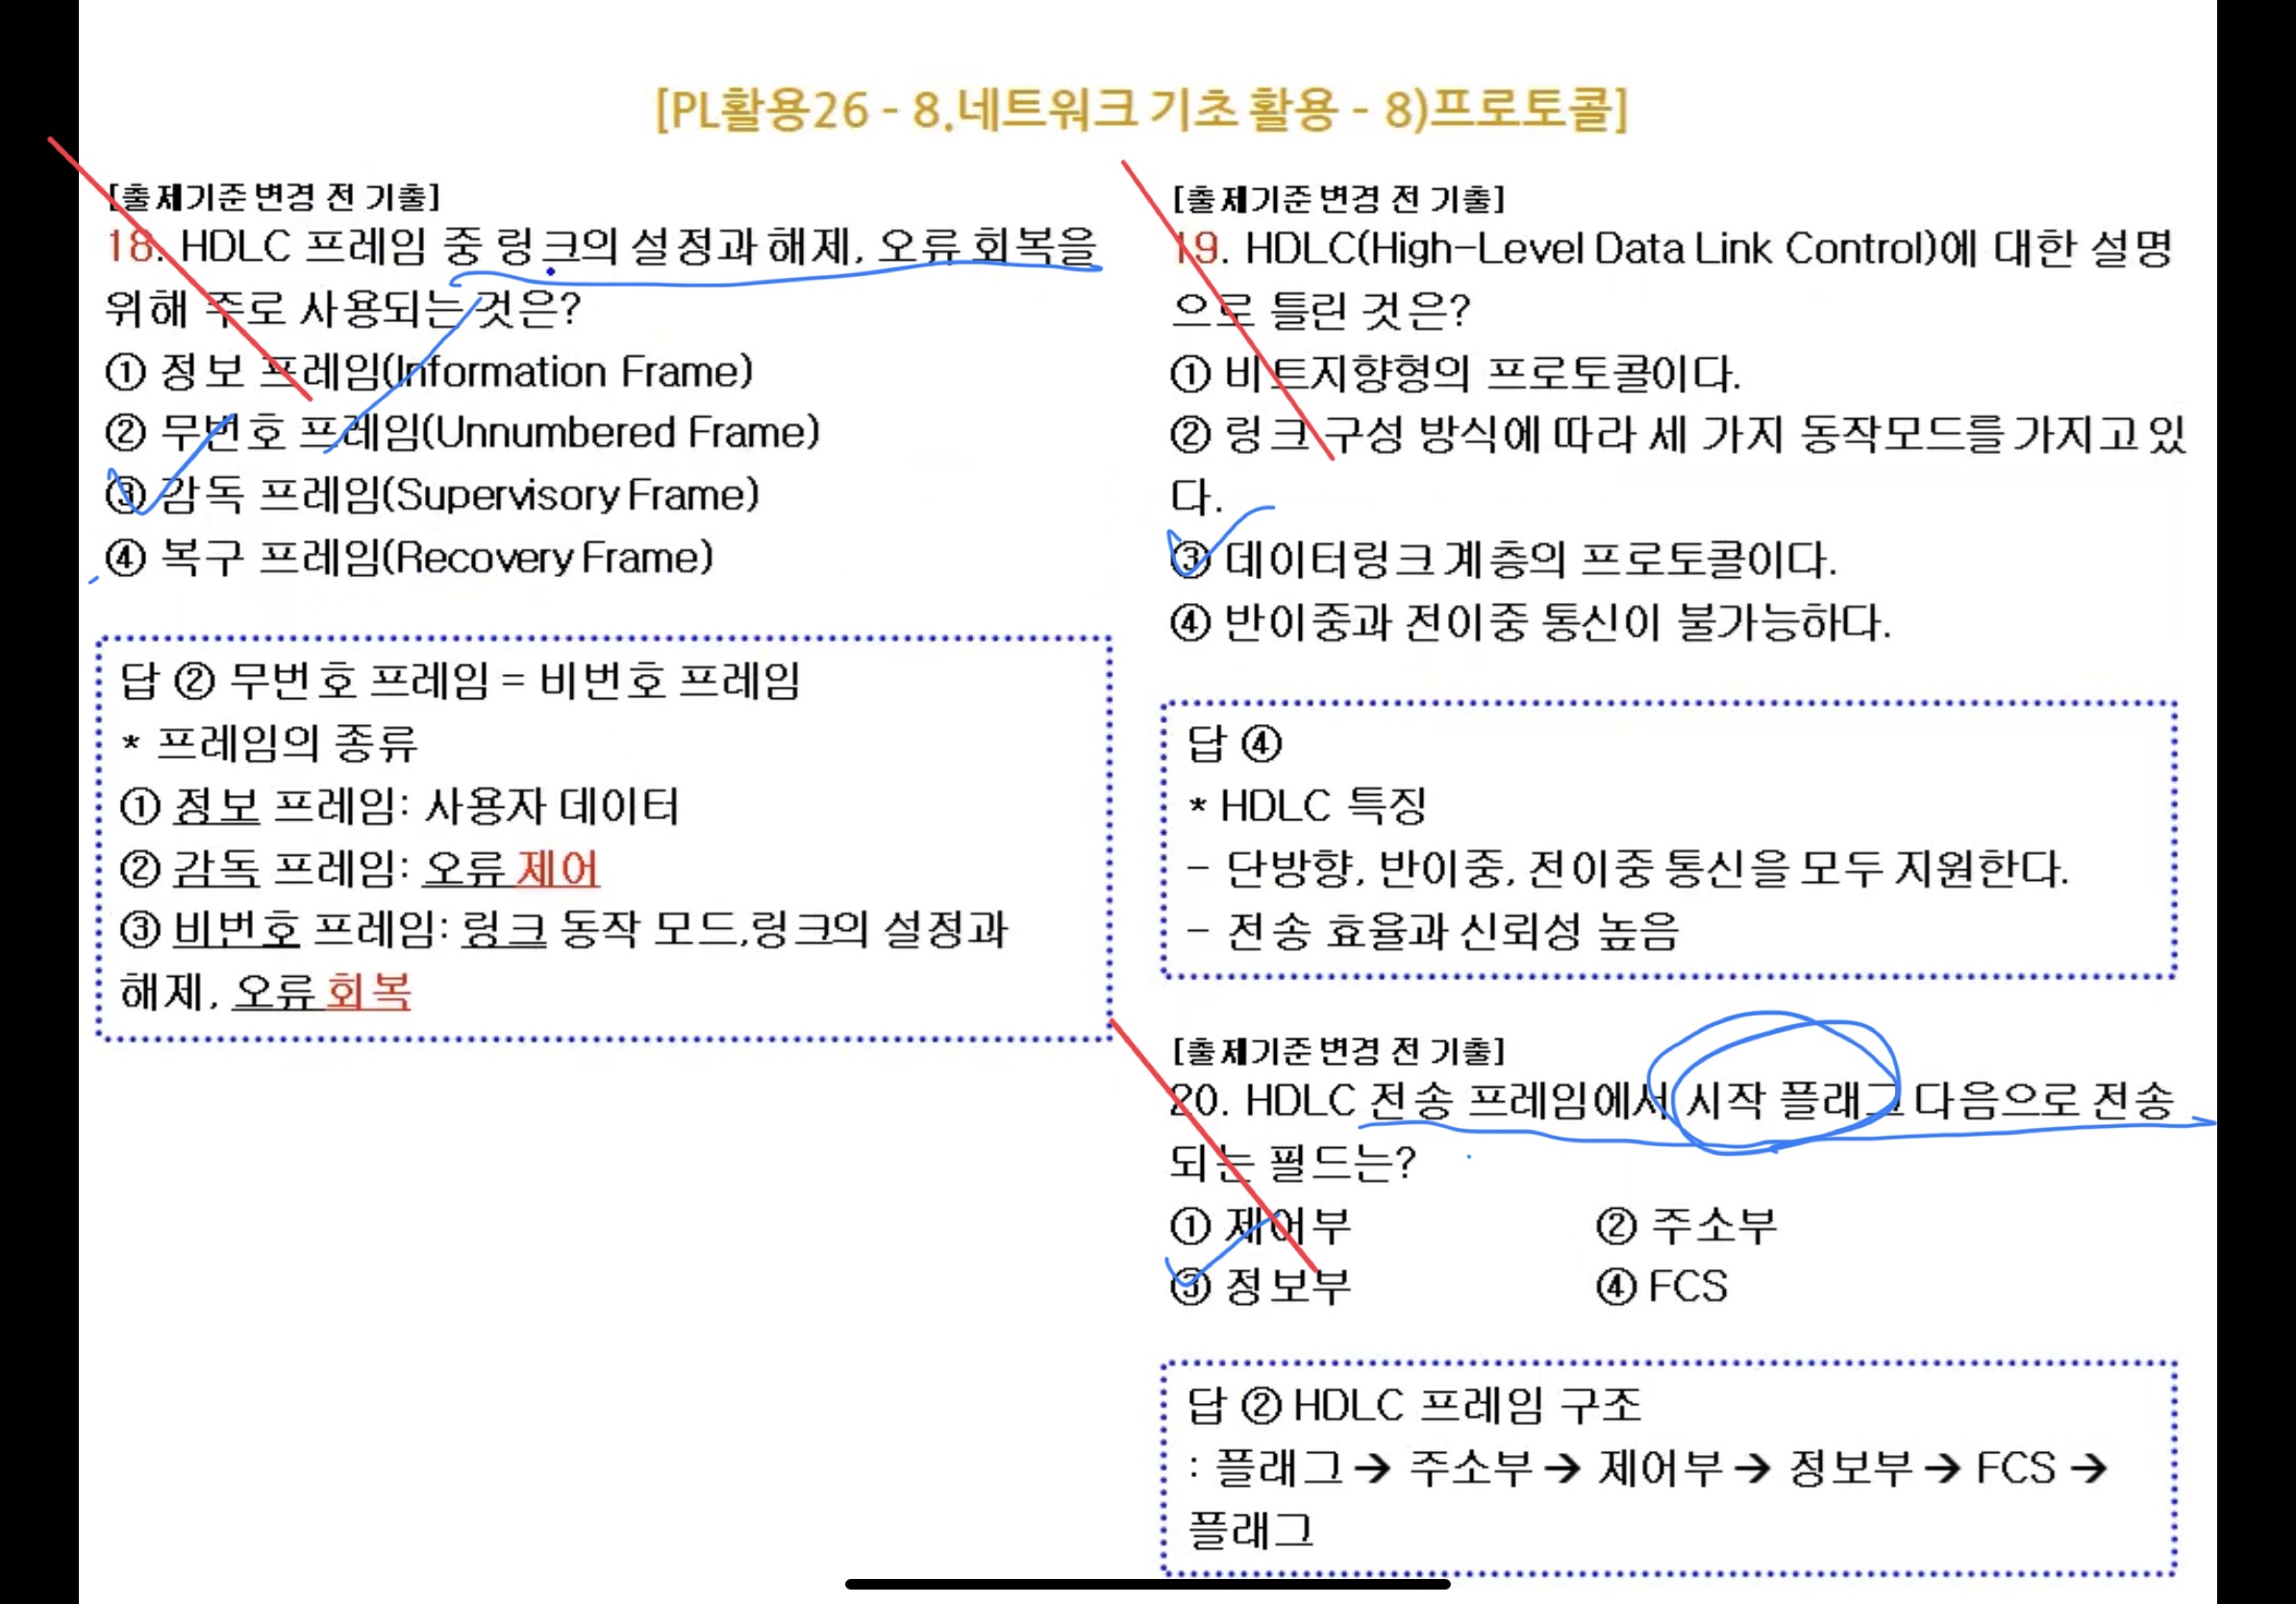 [PL활용26 - 8.네트워크 기초 활용 - 8)프로토콜]
[출제기준 변경 전 기출]
18. HDLC 프레임 중 링크의 설정과 해제, 오류 회복을
위해 주로 사용되는 것은?
① 정보 프레임(Information Frame)
② 무번호 프레임(Unnumbered Frame)
③ 감독 프레임(Supervisory Frame)
④ 복구 프레임(Recovery Frame)
답 ② 무번호 프레임 = 비번호 프레임
* 프레임의 종류
① 정보 프레임: 사용자 데이터
② 감독 프레임: 오류 제어
③ 비번호 프레임: 링크 동작 모드,링크의 설정과
해제, 오류 회복
[출제기준 변경 전 기출]
19. HDLC(High-Level Data Link Control)에 대한 설명
으로 틀린 것은?
① 비트지향형의 프로토콜이다.
② 링크 구성 방식에 따라 세 가지 동작모드를 가지고 있
다.
③ 데이터링크 계층의 프로토콜이다.
④ 반이중과 전이중 통신이 불가능하다.
답 ④
* HDLC 특징
- 단방향, 반이중, 전이중 통신을 모두 지원한다.
- 전송 효율과 신뢰성 높음
[출제기준 변경 전 기출]
20. HDLC 전송 프레임에서 시작 플래그 다음으로 전송
되는 필드는?
① 제어부 ② 주소부
③ 정보부 ④ FCS
답 ② HDLC 프레임 구조
: 플래그 → 주소부 → 제어부 → 정보부 → FCS →
플래그